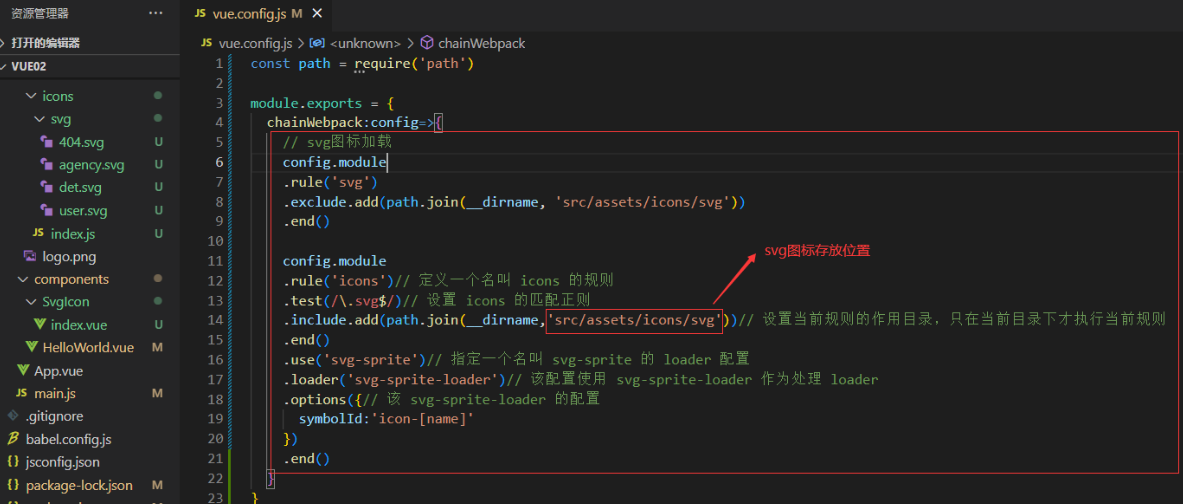 资源管理器 ···
JS vue.config.js M ×
打开的编辑器
JS vue.config.js > <unknown> > chainWebpack
VUE02
icons
svg
404.svg U
agency.svg U
det.svg U
user.svg U
JS index.js U
logo.png
components
SvgIcon
index.vue U
HelloWorld.vue M
App.vue
JS main.js M
.gitignore
babel.config.js
{} jsconfig.json
{} package-lock.json M
1 const path = require('path')
2
3 module.exports = {
4 chainWebpack:config=>{
5 // svg图标加载
6 config.module
7 .rule('svg')
8 .exclude.add(path.join(__dirname, 'src/assets/icons/svg'))
9 .end()
10
svg图标存放位置
11 config.module
12 .rule('icons')// 定义一个名叫 icons 的规则
13 .test(/\.svg$/)// 设置 icons 的匹配正则
14 .include.add(path.join(__dirname,'src/assets/icons/svg'))// 设置当前规则的作用目录，只在当前目录下才执行当前规则
15 .end()
16 .use('svg-sprite')// 指定一个名叫 svg-sprite 的 loader 配置
17 .loader('svg-sprite-loader')// 该配置使用 svg-sprite-loader 作为处理 loader
18 .options({// 该 svg-sprite-loader 的配置
19 symbolId:'icon-[name]'
20 })
21 .end()
22 }
23 }